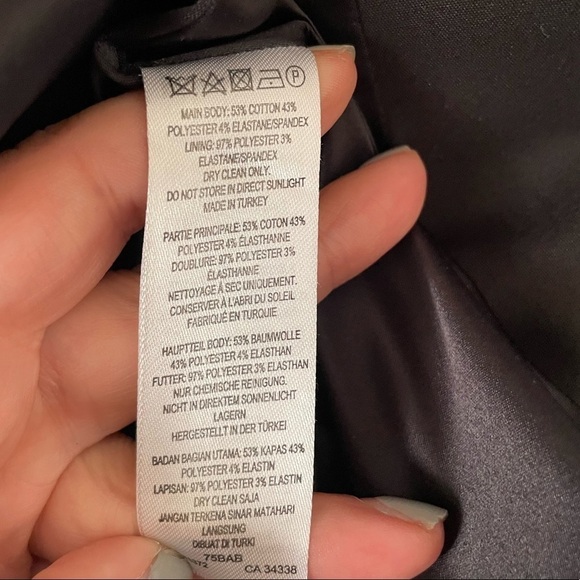 P
MAIN BODY: 53% COTTON 43%
POLYESTER 4% ELASTANE/SPANDEX
LINING: 97% POLYESTER 3%
ELASTANE/SPANDEX
DRY CLEAN ONLY.
DO NOT STORE IN DIRECT SUNLIGHT
MADE IN TURKEY
PARTIE PRINCIPALE: 53% COTON 43%
POLYESTER 4% ÉLASTHANNE
DOUBLURE: 97% POLYESTER 3%
ÉLASTHANNE
NETTOYAGE À SEC UNIQUEMENT.
CONSERVER À L'ABRI DU SOLEIL
FABRIQUÉ EN TURQUIE
HAUPTTEIL BODY: 53% BAUMWOLLE
43% POLYESTER 4% ELASTHAN
FUTTER: 97% POLYESTER 3% ELASTHAN
NUR CHEMISCHE REINIGUNG.
NICHT IN DIREKTEM SONNENLICHT
LAGERN
HERGESTELLT IN DER TÜRKEI
BADAN BAGIAN UTAMA: 53% KAPAS 43%
POLYESTER 4% ELASTIN
LAPISAN: 97% POLYESTER 3% ELASTIN
DRY CLEAN SAJA
JANGAN TERKENA SINAR MATAHARI
LANGSUNG
DIBUAT DI TURKI
75BAB
CA 34338